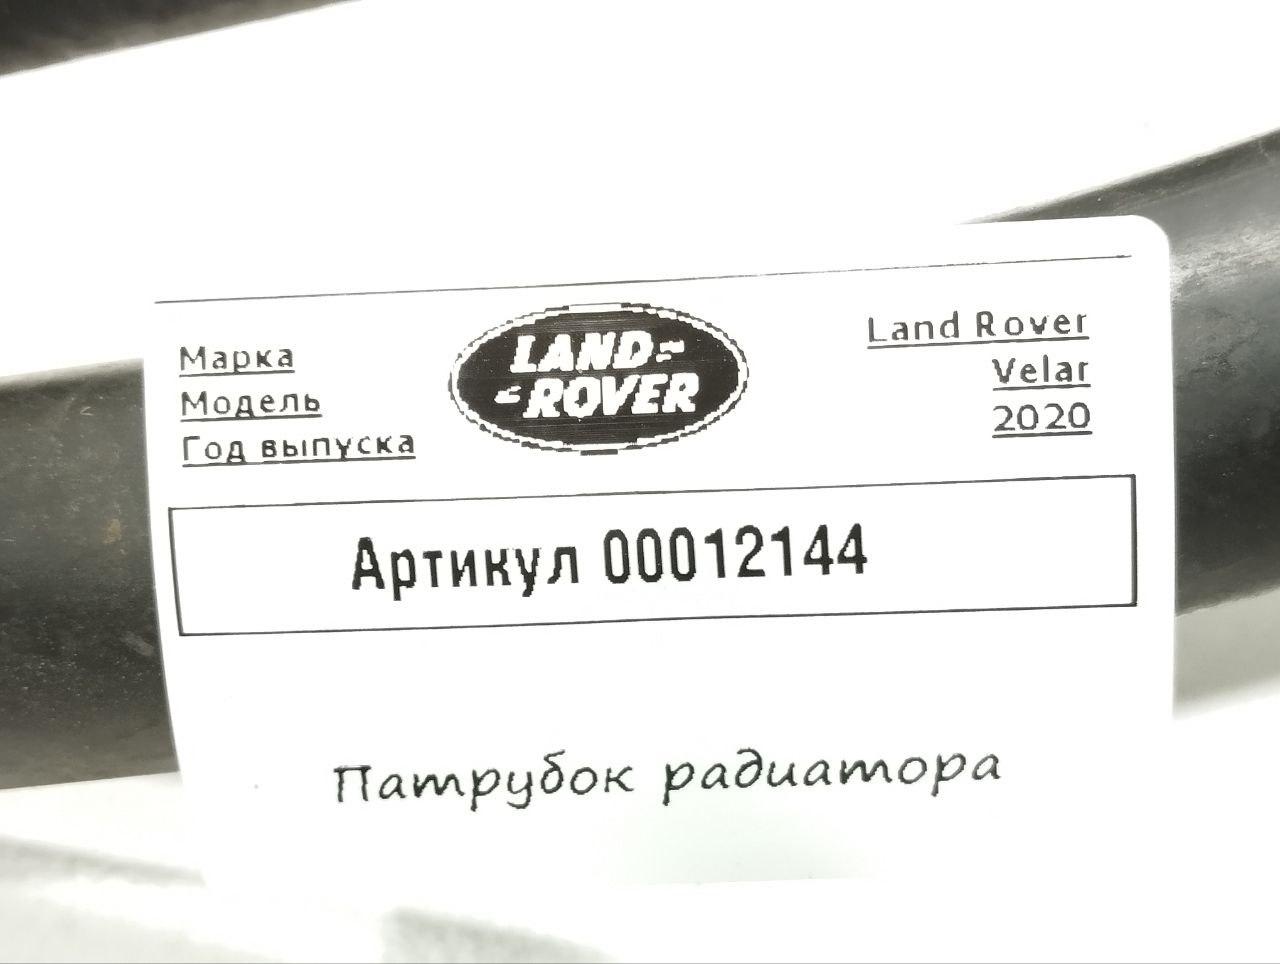 Марка
Модель
Год выпуска
LAND
ROVER
Land Rover
Velar
2020
Артикул 00012144
Патрубок радиатора